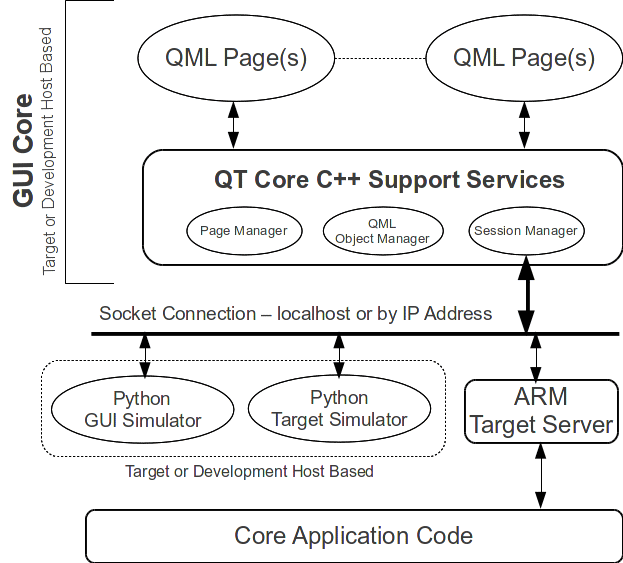 GUI Core
Target or Development Host Based
QML Page(s)
QML Page(s)
QT Core C++ Support Services
Page Manager
QML
Object Manager
Session Manager
Socket Connection – localhost or by IP Address
Python
GUI Simulator
Python
Target Simulator
ARM
Target Server
Target or Development Host Based
Core Application Code